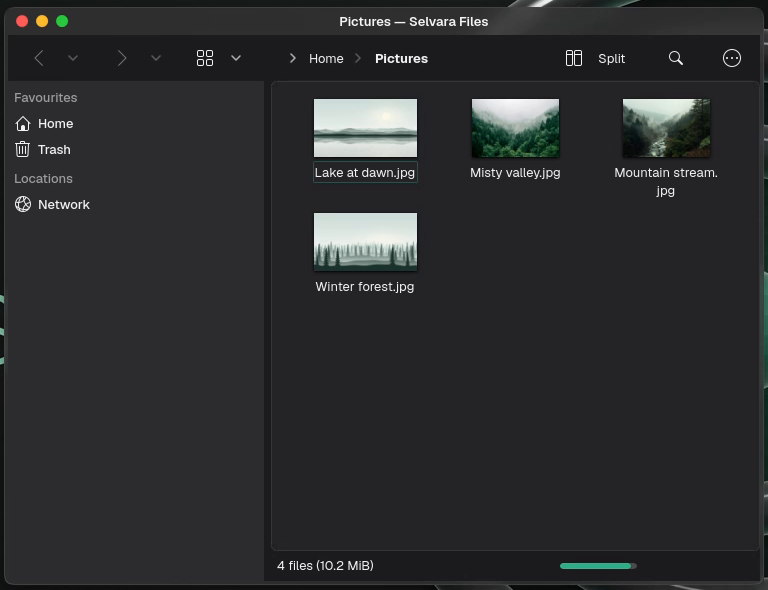 Pictures — Selvara Files
Home
Pictures
Split
Favourites
Home
Trash
Locations
Network
Lake at dawn.jpg
Misty valley.jpg
Mountain stream.
jpg
Winter forest.jpg
4 files (10.2 MiB)